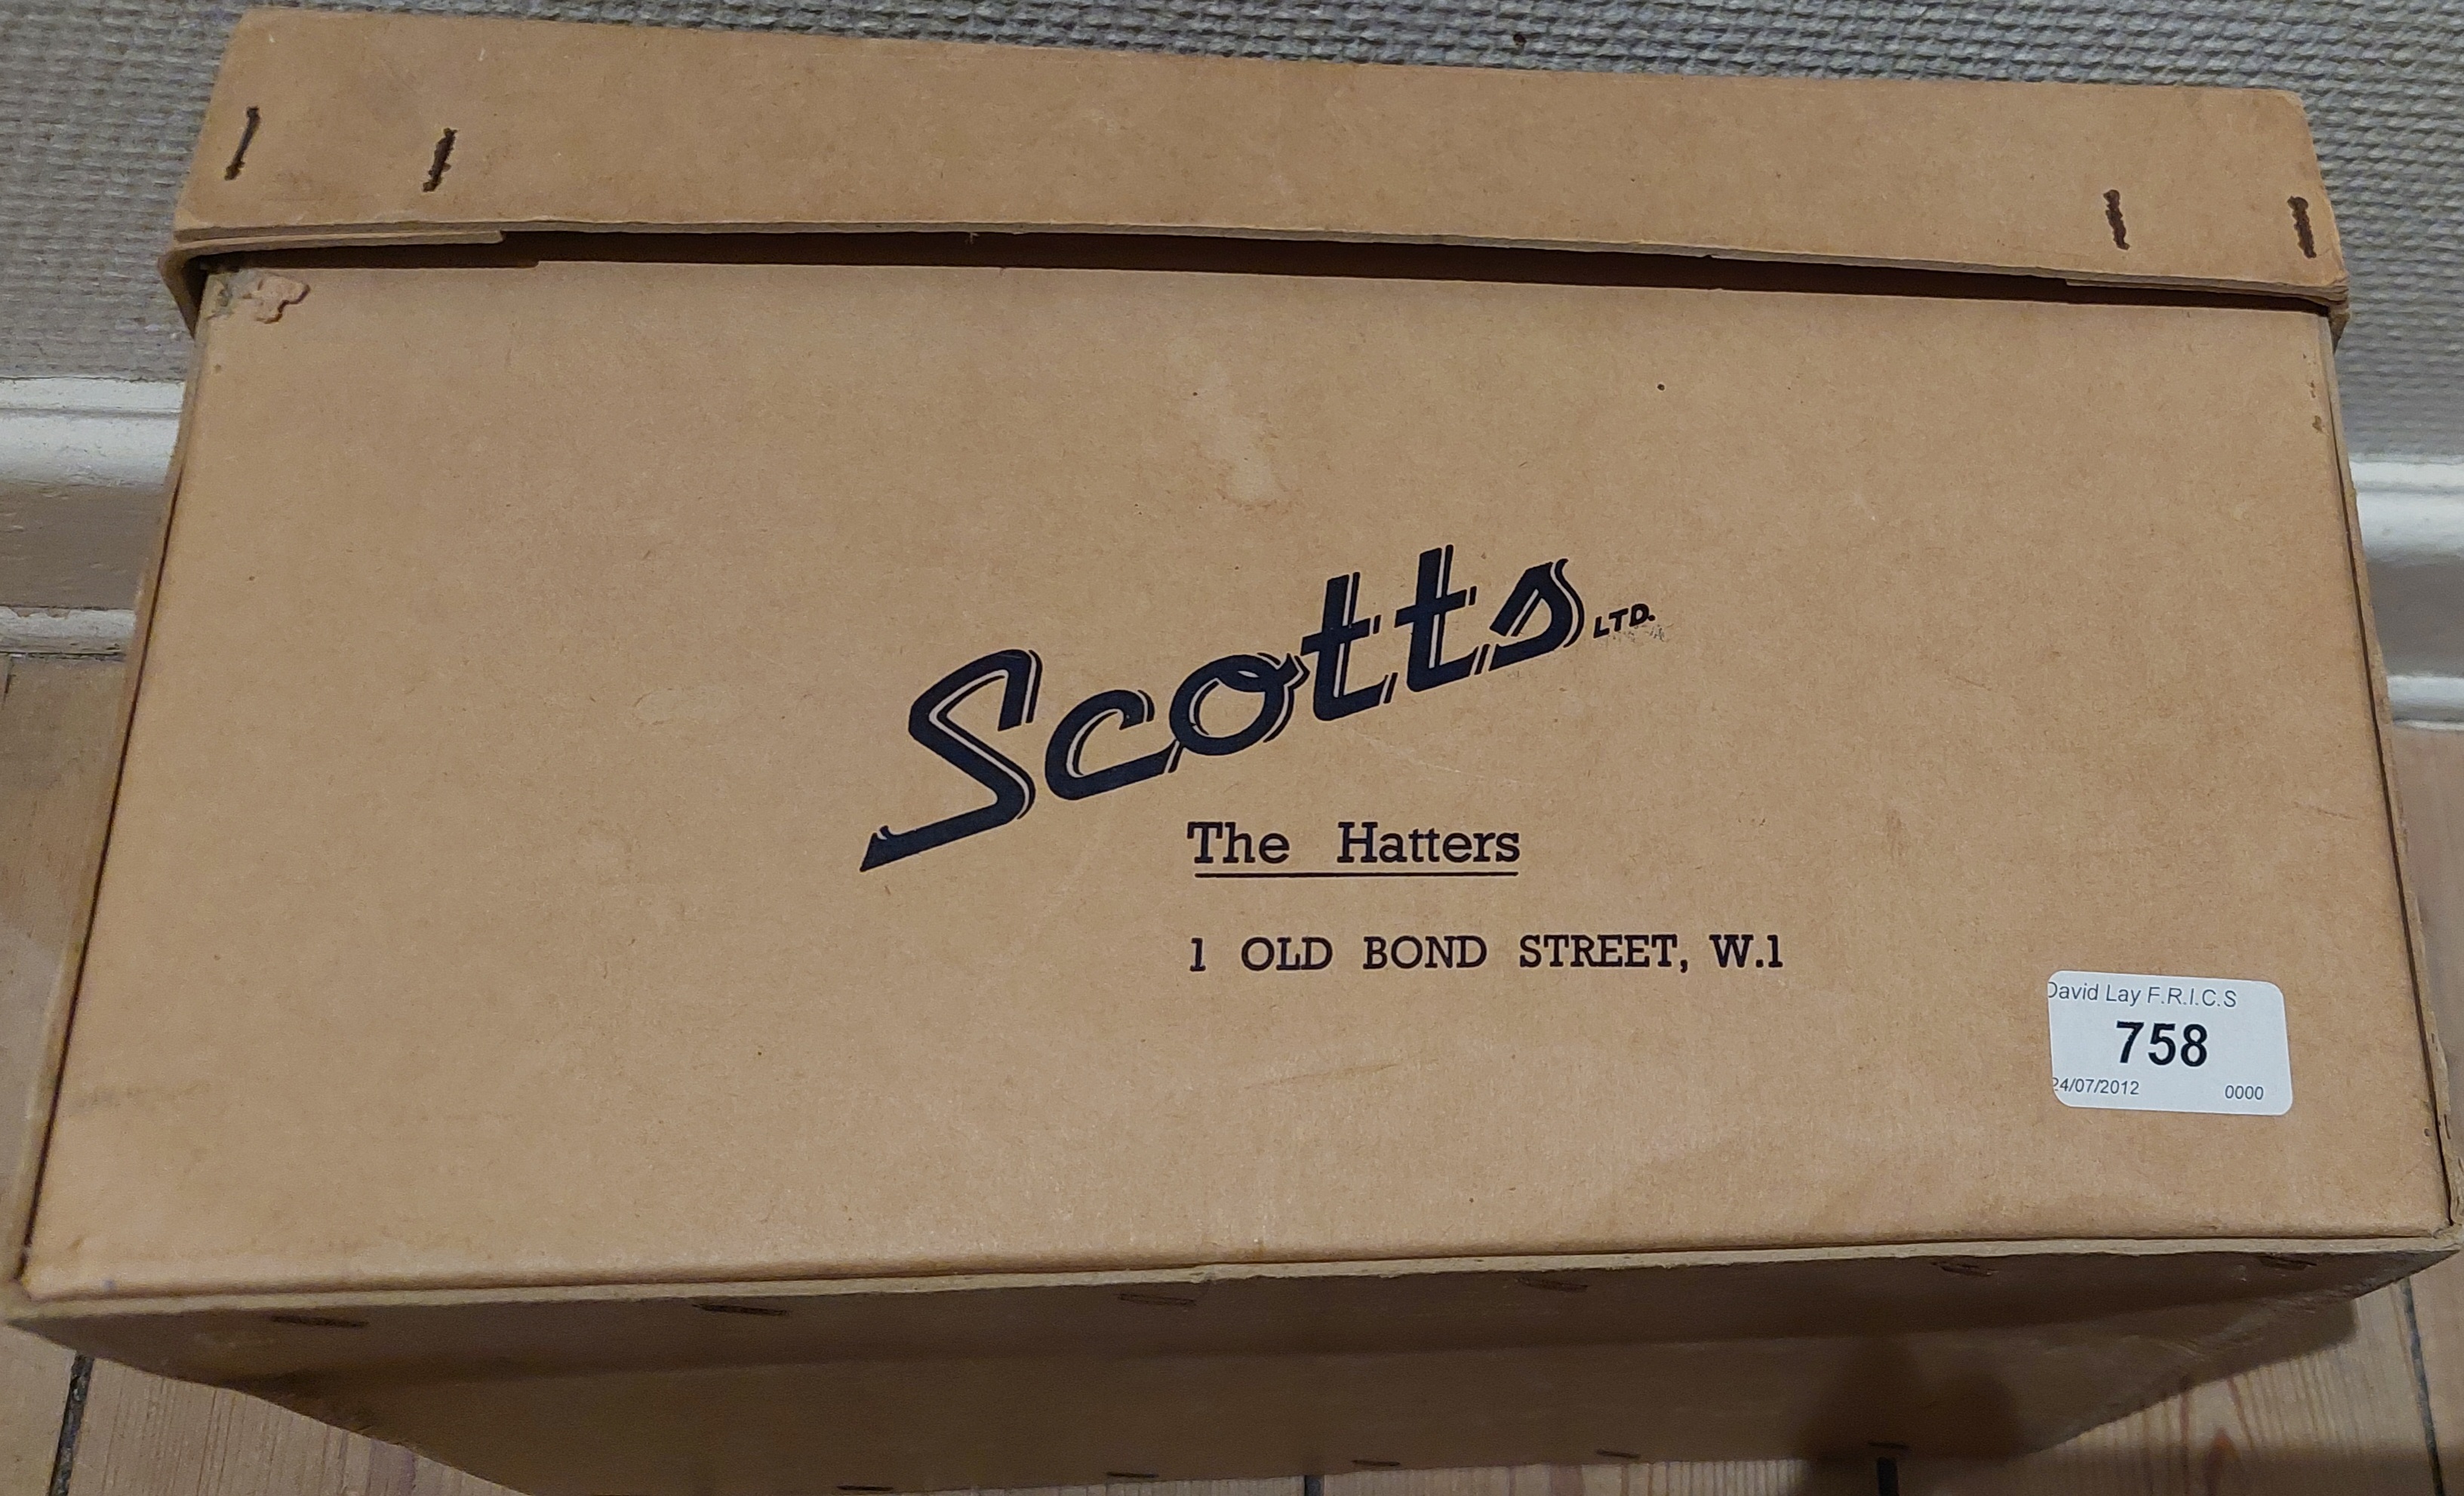 Scotts LTD.
The Hatters
1 OLD BOND STREET, W.1
David Lay F.R.I.C.S
758
24/07/2012 0000